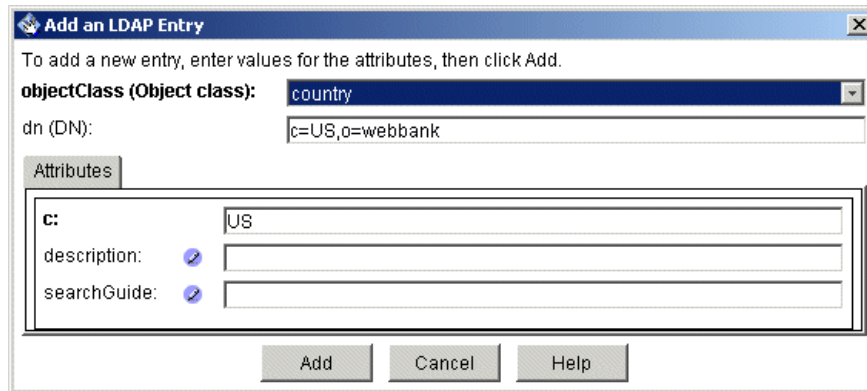 Add an LDAP Entry
To add a new entry, enter values for the attributes, then click Add.
objectClass (Object class): country
dn (DN): c=US,o=webbank
Attributes
c: US
description:
searchGuide:
Add Cancel Help